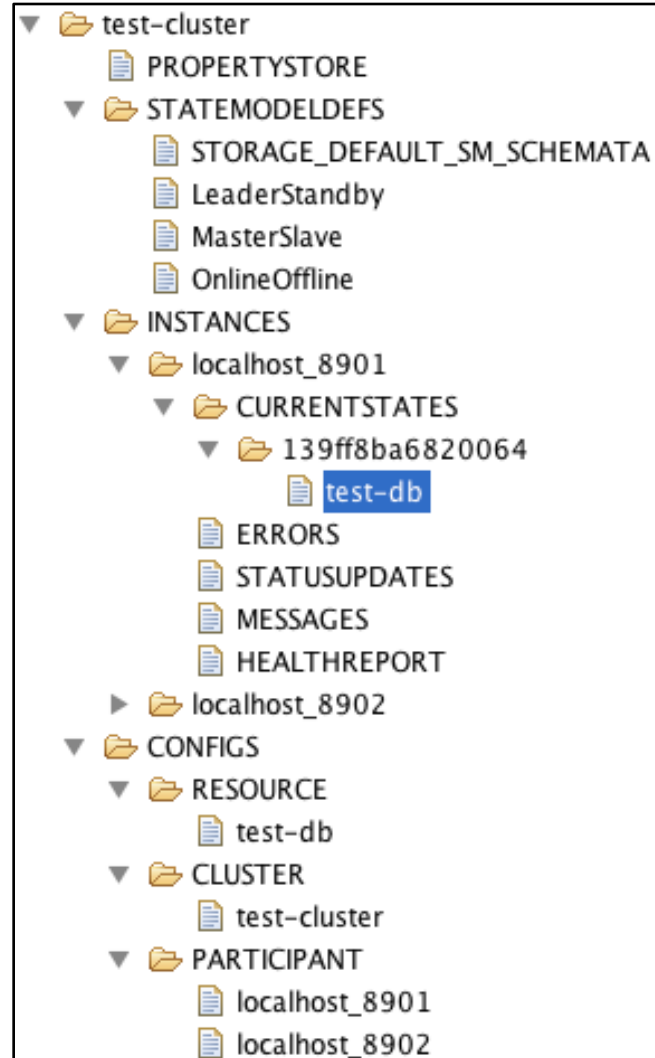 test-cluster
PROPERTYSTORE
STATEMODELDEFS
STORAGE_DEFAULT_SM_SCHEMATA
LeaderStandby
MasterSlave
OnlineOffline
INSTANCES
localhost_8901
CURRENTSTATES
139ff8ba6820064
test-db
ERRORS
STATUSUPDATES
MESSAGES
HEALTHREPORT
localhost_8902
CONFIGS
RESOURCE
test-db
CLUSTER
test-cluster
PARTICIPANT
localhost_8901
localhost_8902